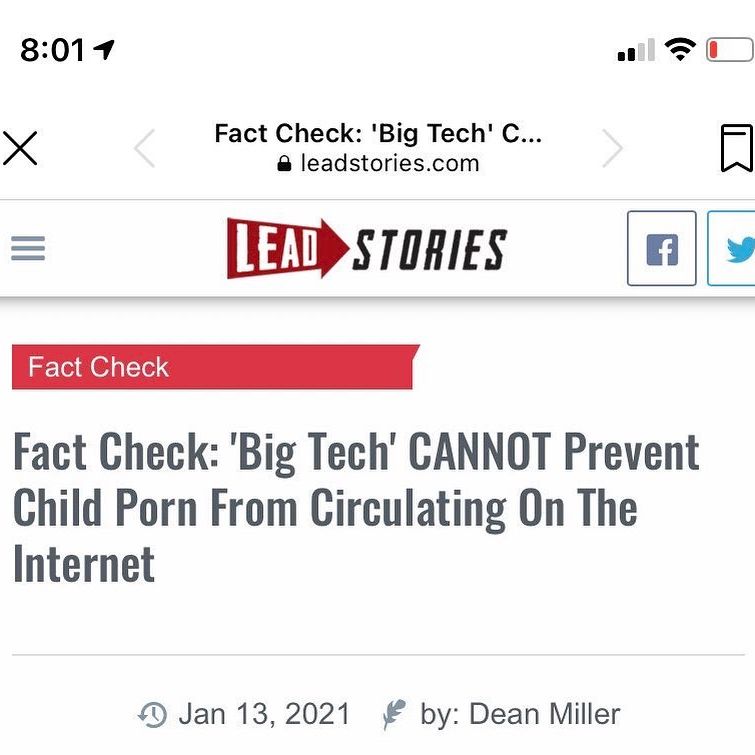 8:01
Fact Check: 'Big Tech' C...
leadstories.com
LEAD STORIES
Fact Check
Fact Check: 'Big Tech' CANNOT Prevent
Child Porn From Circulating On The
Internet
Jan 13, 2021 by: Dean Miller